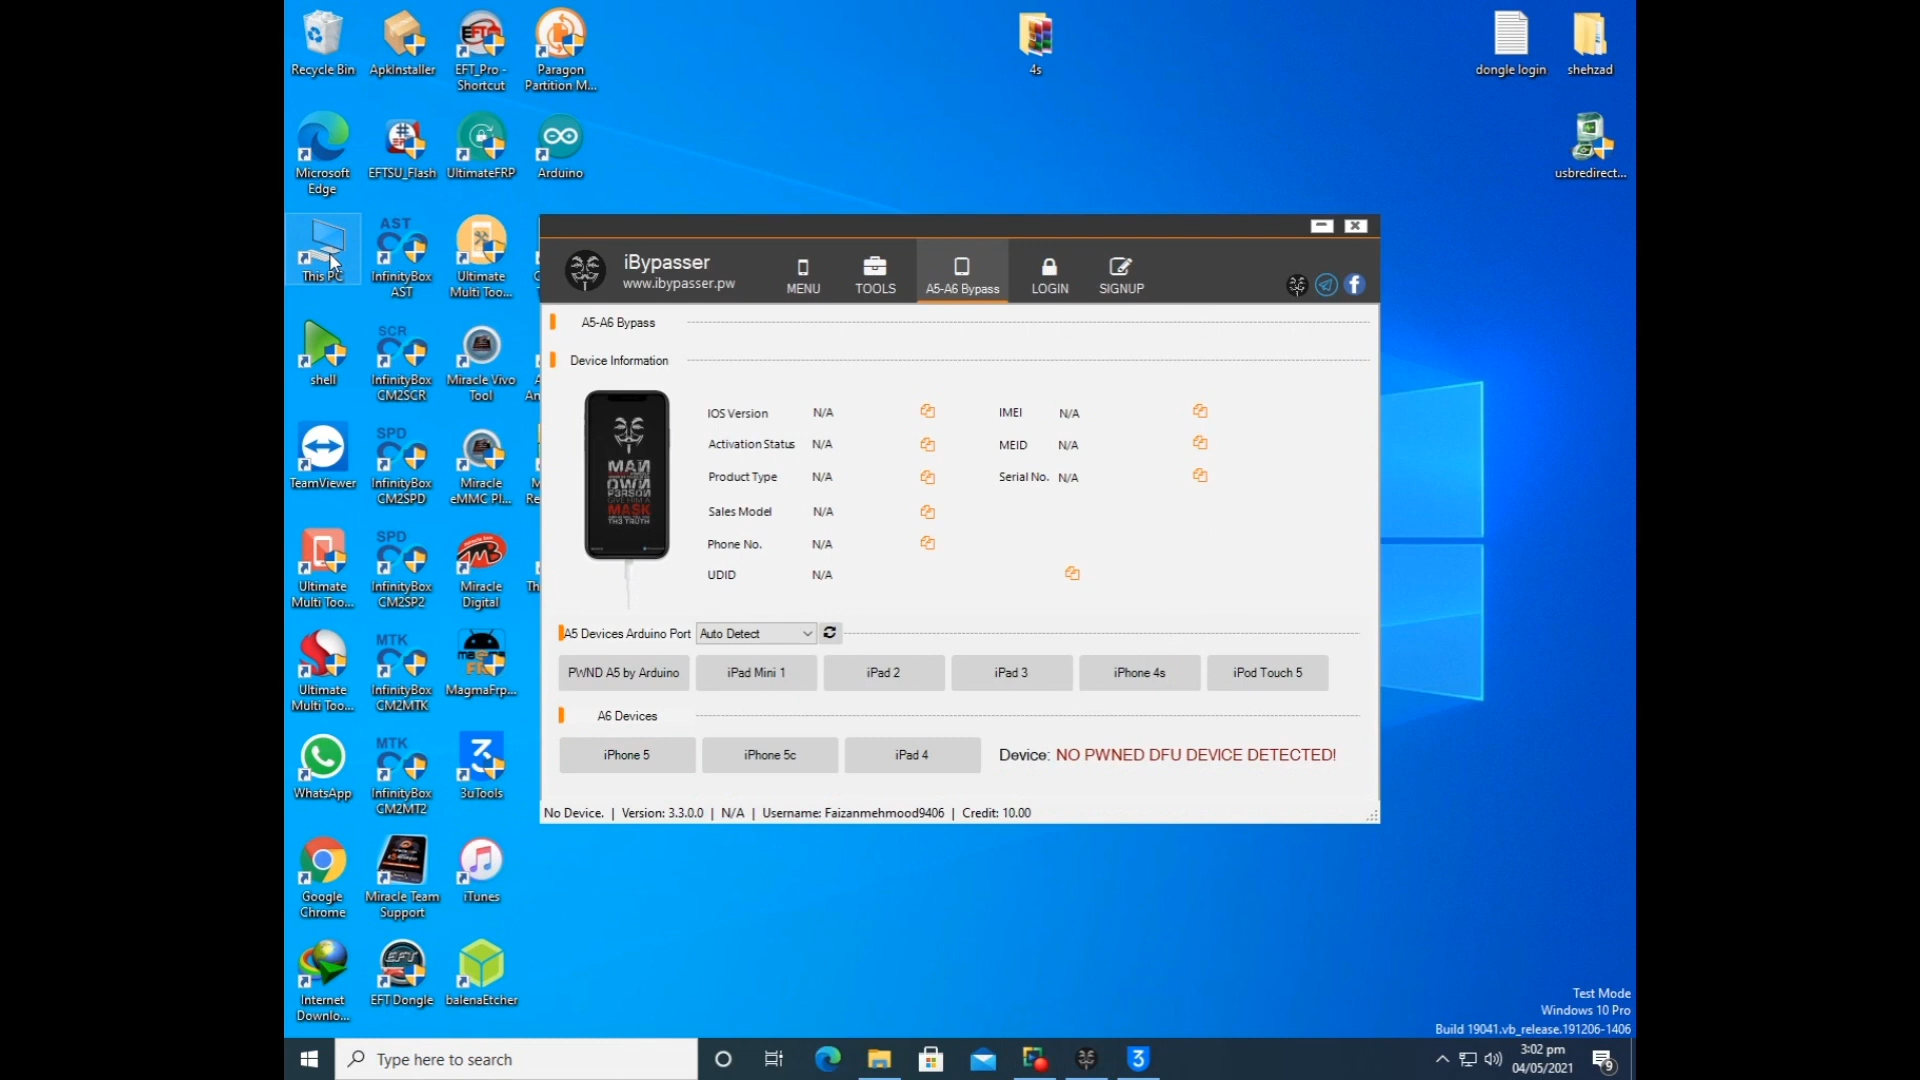 Recycle Bin
ApkInstaller
EFT_Pro -
Shortcut
Paragon
Partition M...
4s
dongle login
shehzad
Microsoft
Edge
EFTSU_Flash
UltimateFRP
Arduino
usbredirect...
This PC
AST
InfinityBox
AST
Ultimate
Multi Too...
shell
SCR
InfinityBox
CM2SCR
Miracle Vivo
Tool
TeamViewer
SPD
InfinityBox
CM2SPD
Miracle
eMMC Pl...
Ultimate
Multi Too...
SPD
InfinityBox
CM2SP2
Miracle
Digital
Ultimate
Multi Too...
MTK
InfinityBox
CM2MTK
MagmaFrp...
WhatsApp
MTK
InfinityBox
CM2MT2
3uTools
Google
Chrome
Miracle Team
Support
iTunes
Internet
Downlo...
EFT Dongle
balenaEtcher
iBypasser
www.ibypasser.pw
MENU
TOOLS
A5-A6 Bypass
LOGIN
SIGNUP
A5-A6 Bypass
Device Information
IOS Version N/A
IMEI N/A
Activation Status N/A
MEID N/A
Product Type N/A
Serial No. N/A
Sales Model N/A
Phone No. N/A
UDID N/A
A5 Devices Arduino Port Auto Detect
PWND A5 by Arduino
iPad Mini 1
iPad 2
iPad 3
iPhone 4s
iPod Touch 5
A6 Devices
iPhone 5
iPhone 5c
iPad 4
Device: NO PWNED DFU DEVICE DETECTED!
No Device. | Version: 3.3.0.0 | N/A | Username: Faizanmehmood9406 | Credit: 10.00
Test Mode
Windows 10 Pro
Build 19041.vb_release.191206-1406
Type here to search
3:02 pm
04/05/2021
9